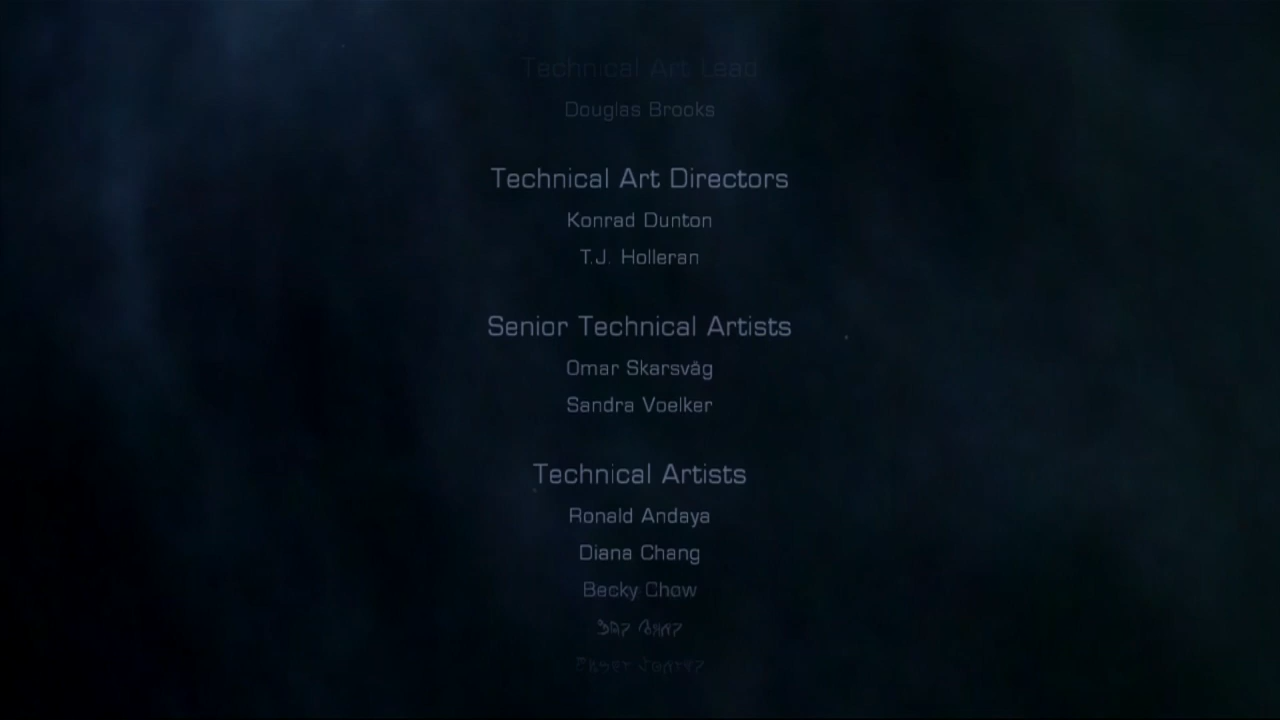 Technical Art Lead
Douglas Brooks
Technical Art Directors
Konrad Dunton
T.J. Holleran
Senior Technical Artists
Omar Skarsvåg
Sandra Voelker
Technical Artists
Ronald Andaya
Diana Chang
Becky Chow